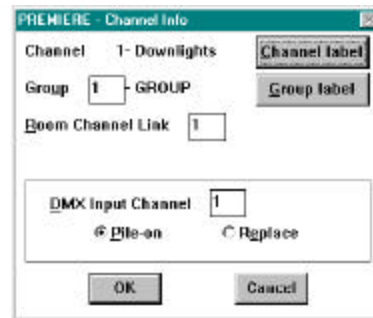 PREMIERE - Channel Info
Channel 1- Downlights Channel label
Group 1 - GROUP Group label
Room Channel Link 1
DMX Input Channel 1
Pile-on Replace
OK Cancel